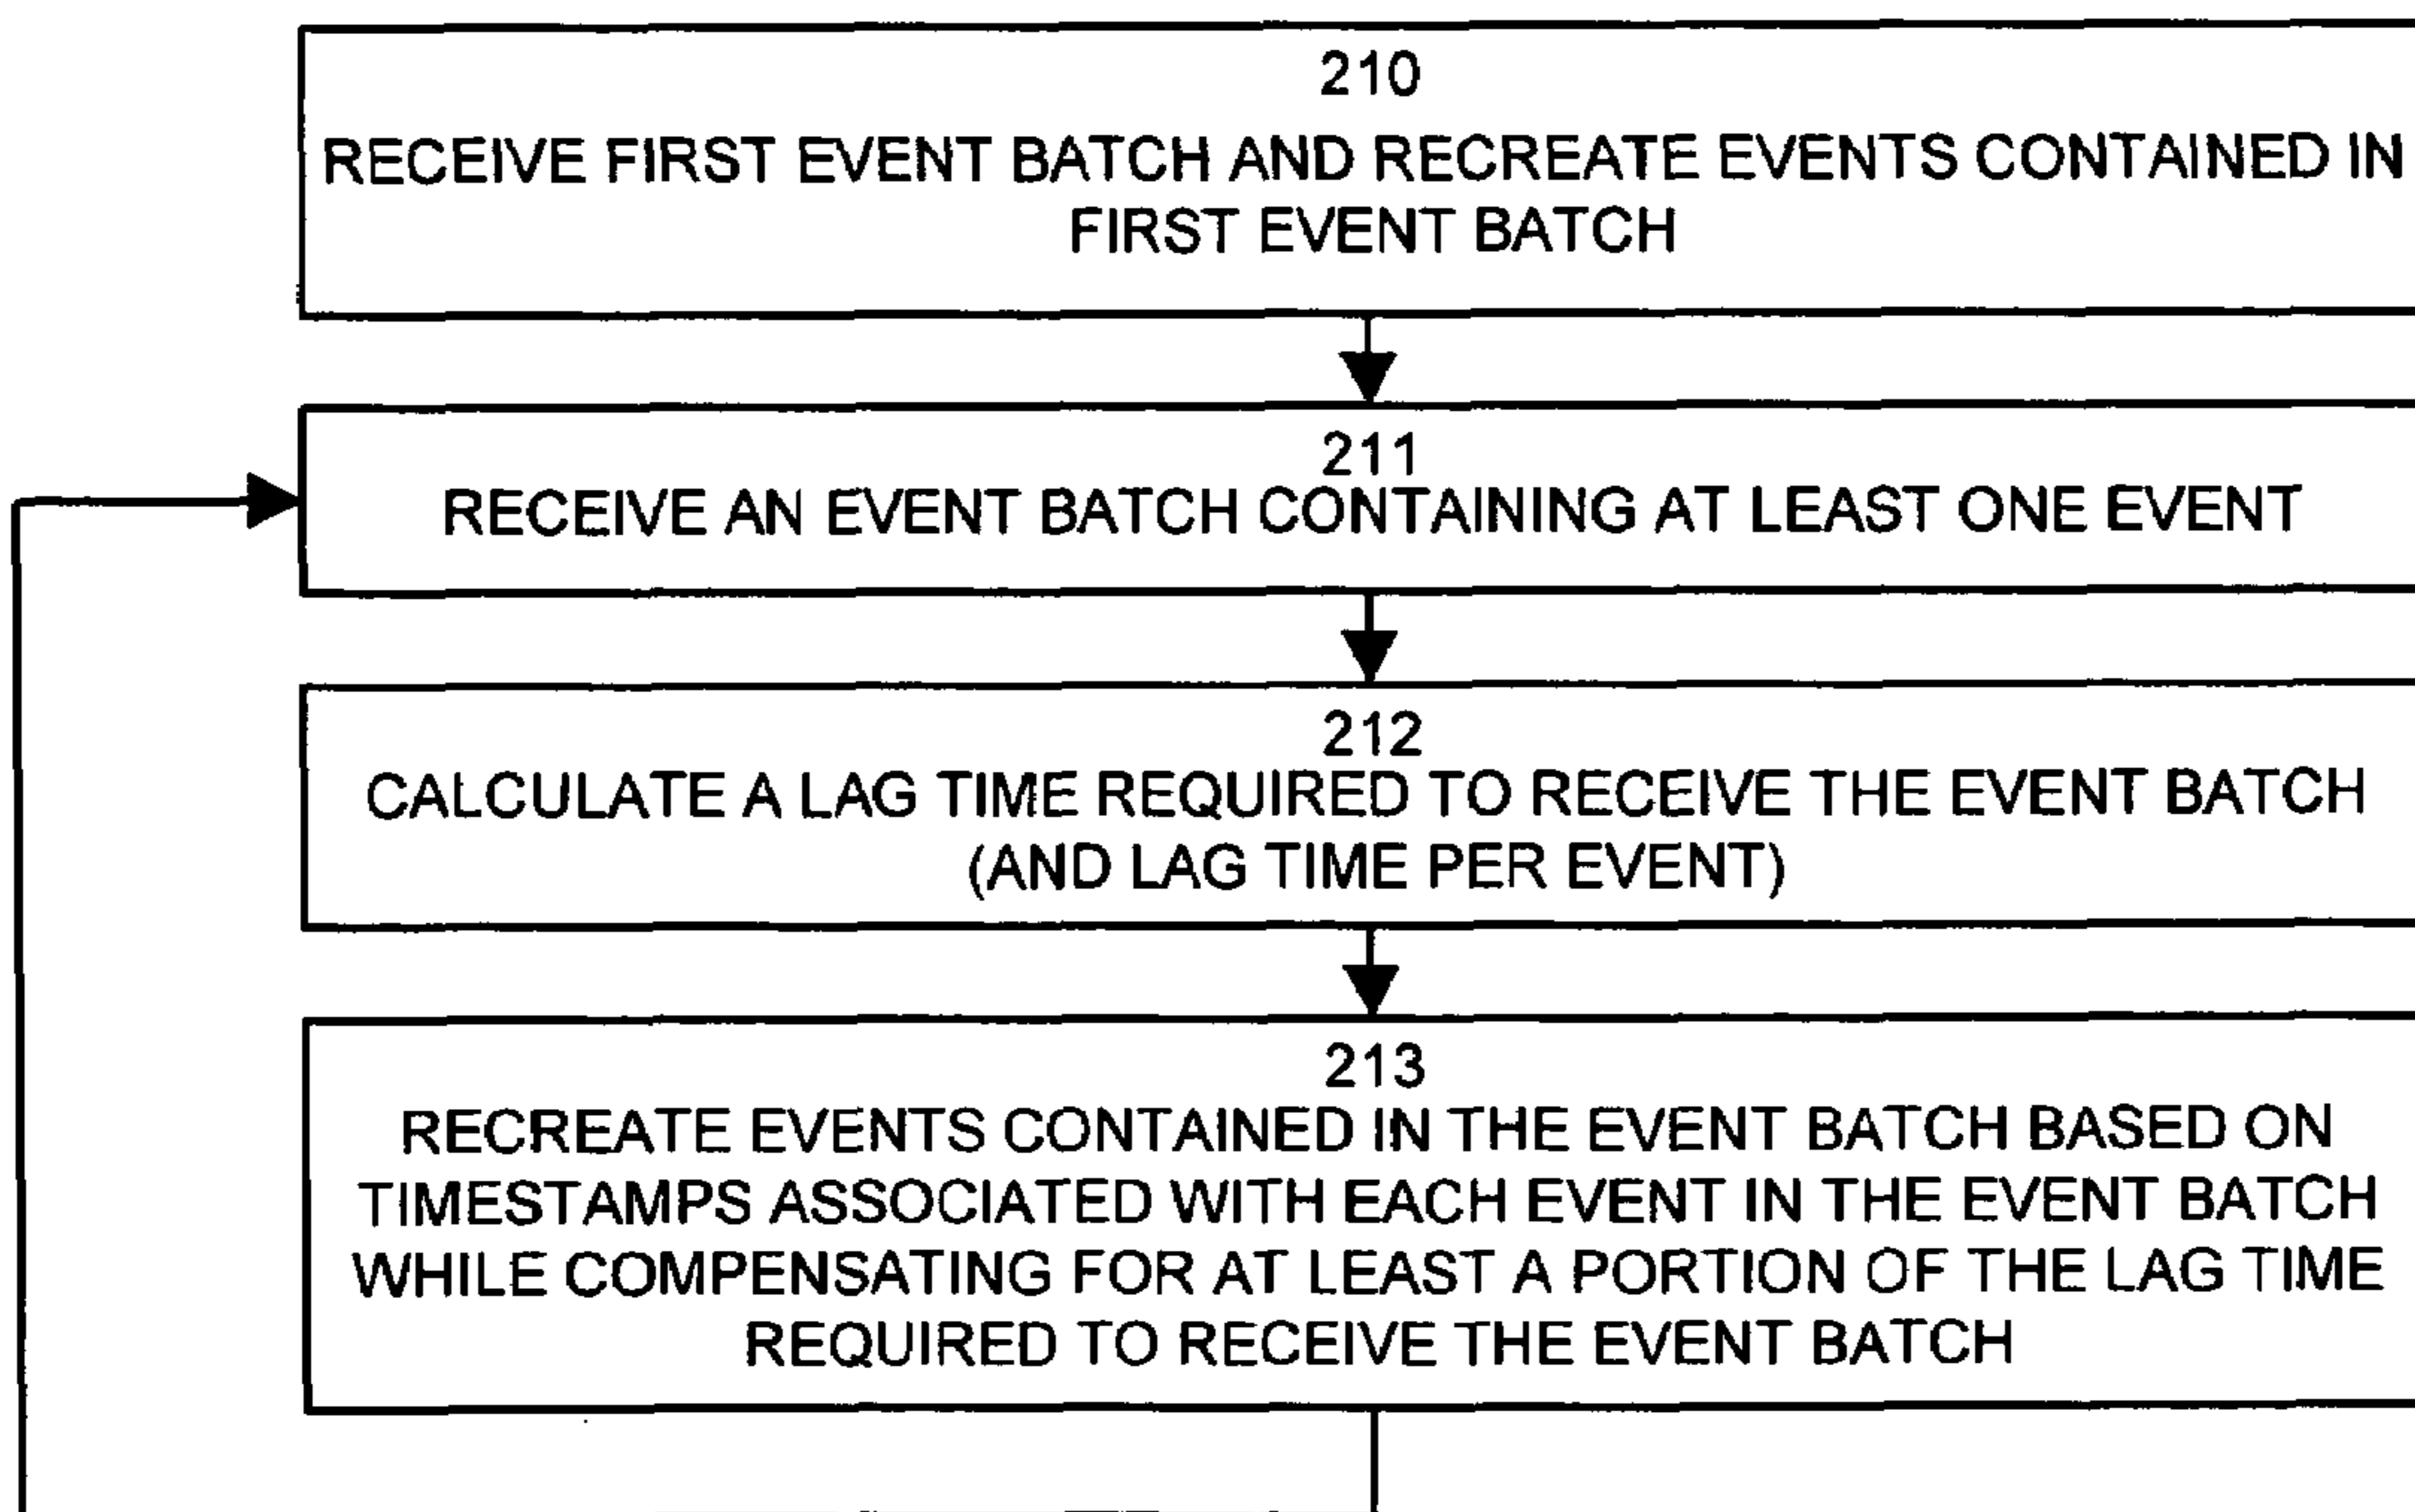 210
RECEIVE FIRST EVENT BATCH AND RECREATE EVENTS CONTAINED IN
FIRST EVENT BATCH
211
RECEIVE AN EVENT BATCH CONTAINING AT LEAST ONE EVENT
212
CALCULATE A LAG TIME REQUIRED TO RECEIVE THE EVENT BATCH
(AND LAG TIME PER EVENT)
213
RECREATE EVENTS CONTAINED IN THE EVENT BATCH BASED ON
TIMESTAMPS ASSOCIATED WITH EACH EVENT IN THE EVENT BATCH
WHILE COMPENSATING FOR AT LEAST A PORTION OF THE LAG TIME
REQUIRED TO RECEIVE THE EVENT BATCH